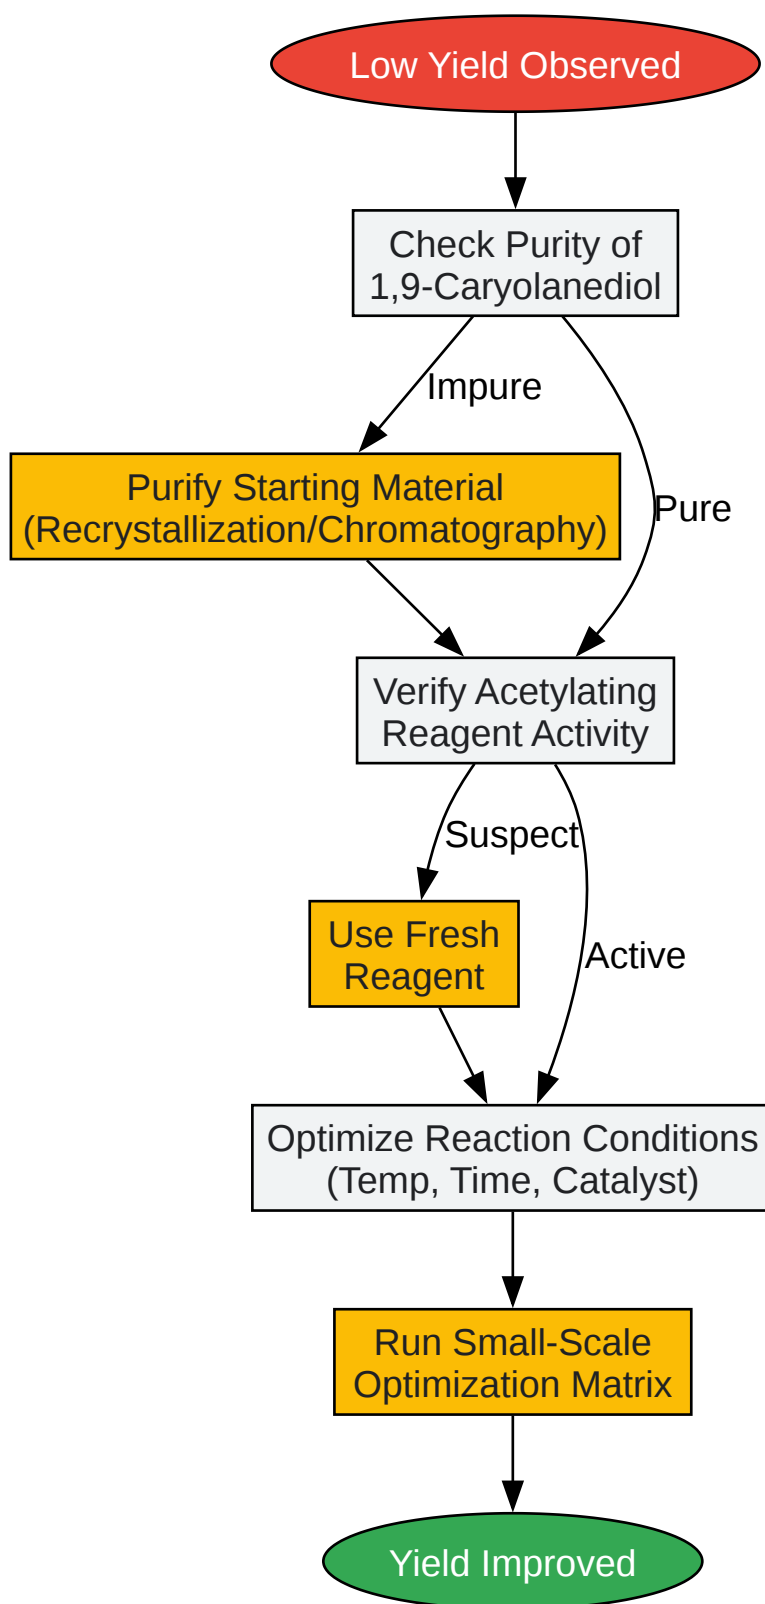 Low Yield Observed
Check Purity of
1,9-Caryolanediol
Impure
Purify Starting Material
(Recrystallization/Chromatography)
Pure
Verify Acetylating
Reagent Activity
Suspect
Use Fresh
Reagent
Active
Optimize Reaction Conditions
(Temp, Time, Catalyst)
Run Small-Scale
Optimization Matrix
Yield Improved